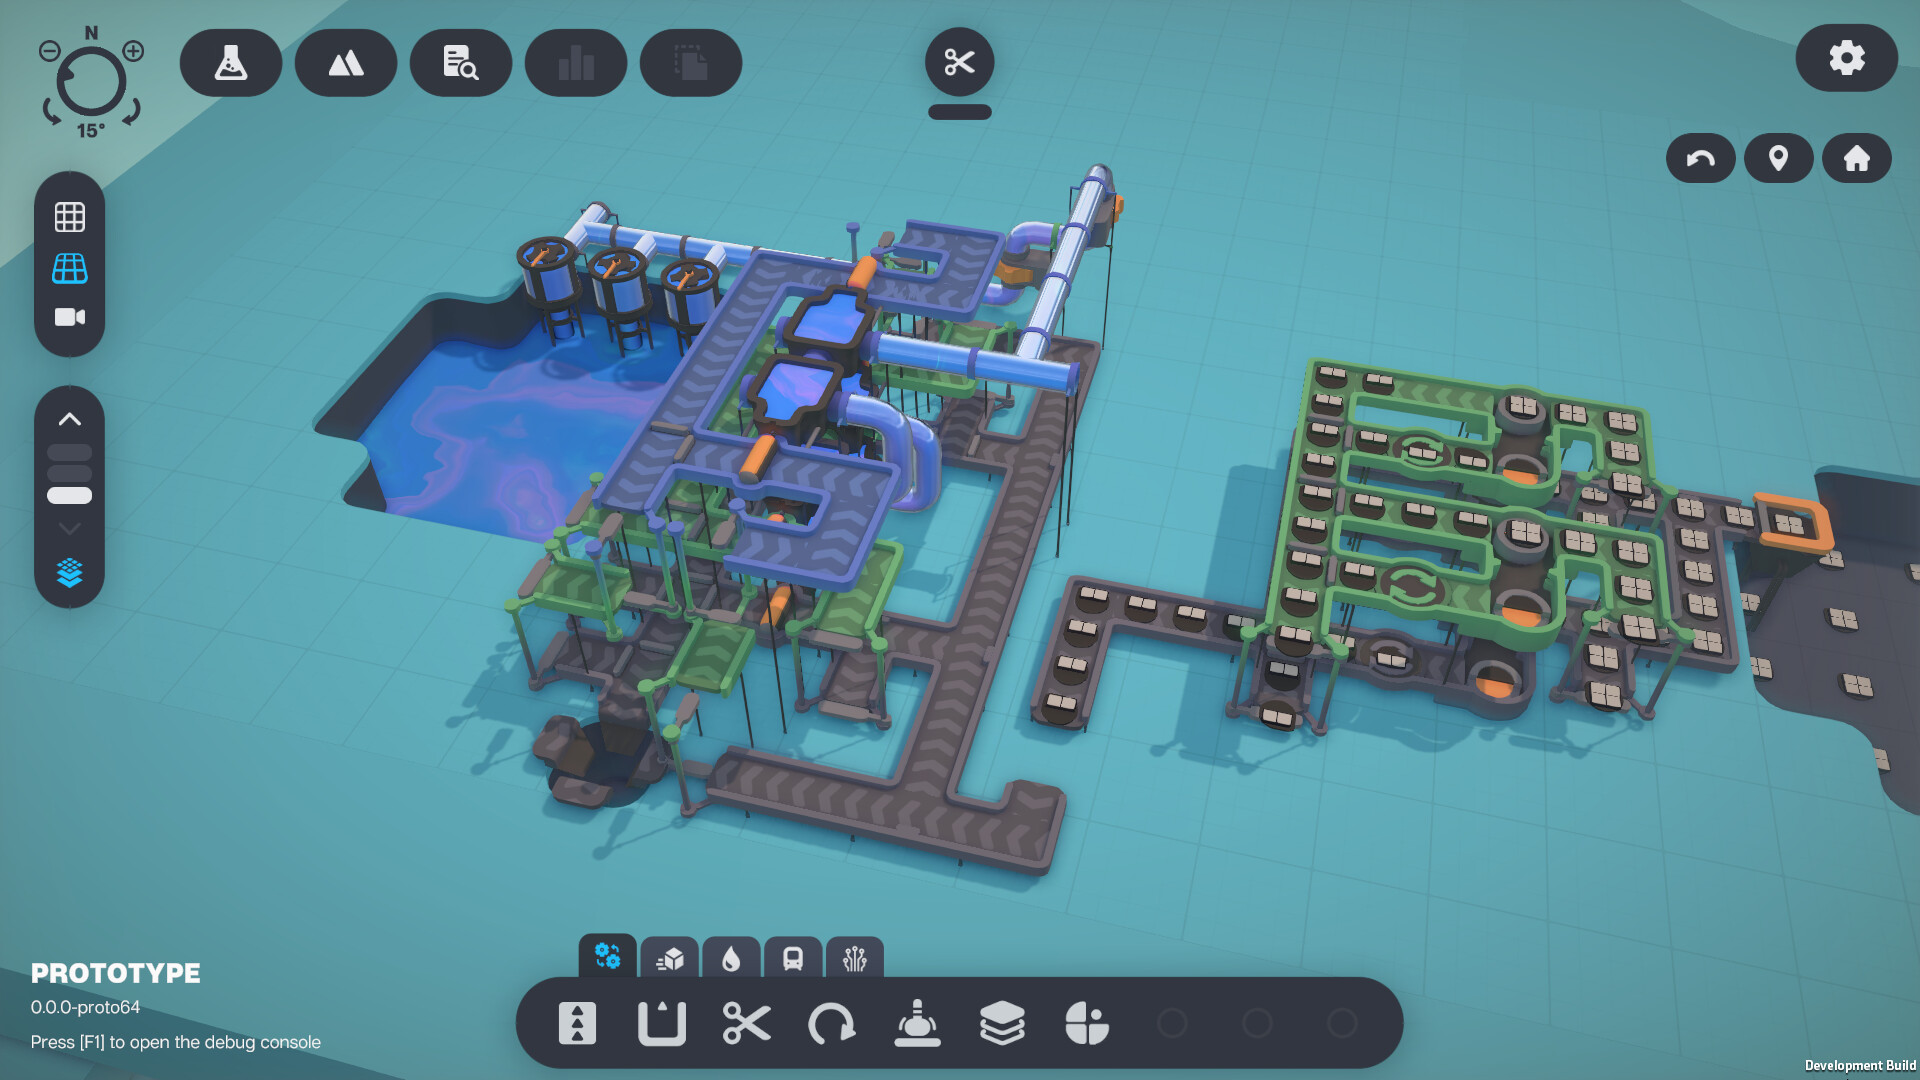 N
15°
PROTOTYPE
0.0.0-proto64
Press [F1] to open the debug console
Development Build